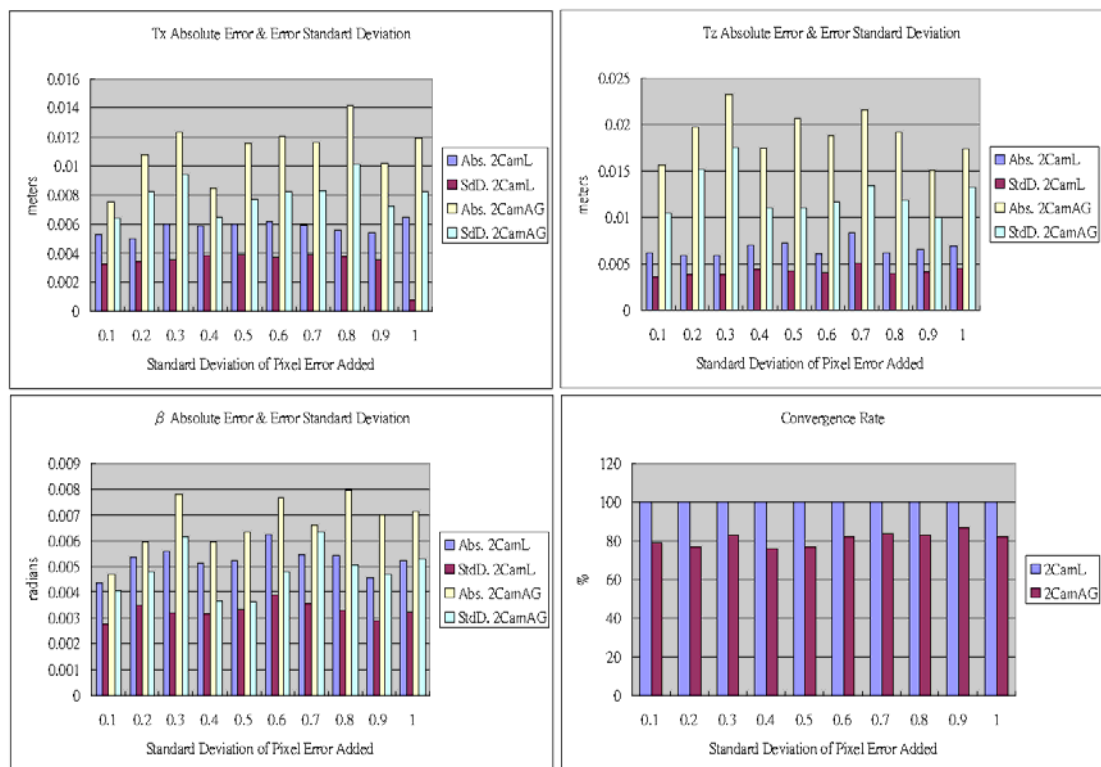 Tx Absolute Error & Error Standard Deviation
0.016
0.014
0.012
0.01
0.008
0.006
0.004
0.002
0
meters
0.1 0.2 0.3 0.4 0.5 0.6 0.7 0.8 0.9 1
Standard Deviation of Pixel Error Added
Abs. 2CamL
SdD. 2CamL
Abs. 2CamAG
SdD. 2CamAG
Tz Absolute Error & Error Standard Deviation
0.025
0.02
0.015
0.01
0.005
0
meters
0.1 0.2 0.3 0.4 0.5 0.6 0.7 0.8 0.9 1
Standard Deviation of Pixel Error Added
Abs. 2CamL
StdD. 2CamL
Abs. 2CamAG
StdD. 2CamAG
β Absolute Error & Error Standard Deviation
0.009
0.008
0.007
0.006
0.005
0.004
0.003
0.002
0.001
0
radians
0.1 0.2 0.3 0.4 0.5 0.6 0.7 0.8 0.9 1
Standard Deviation of Pixel Error Added
Abs. 2CamL
StdD. 2CamL
Abs. 2CamAG
StdD. 2CamAG
Convergence Rate
120
100
80
60
40
20
0
%
0.1 0.2 0.3 0.4 0.5 0.6 0.7 0.8 0.9 1
Standard Deviation of Pixel Error Added
2CamL
2CamAG